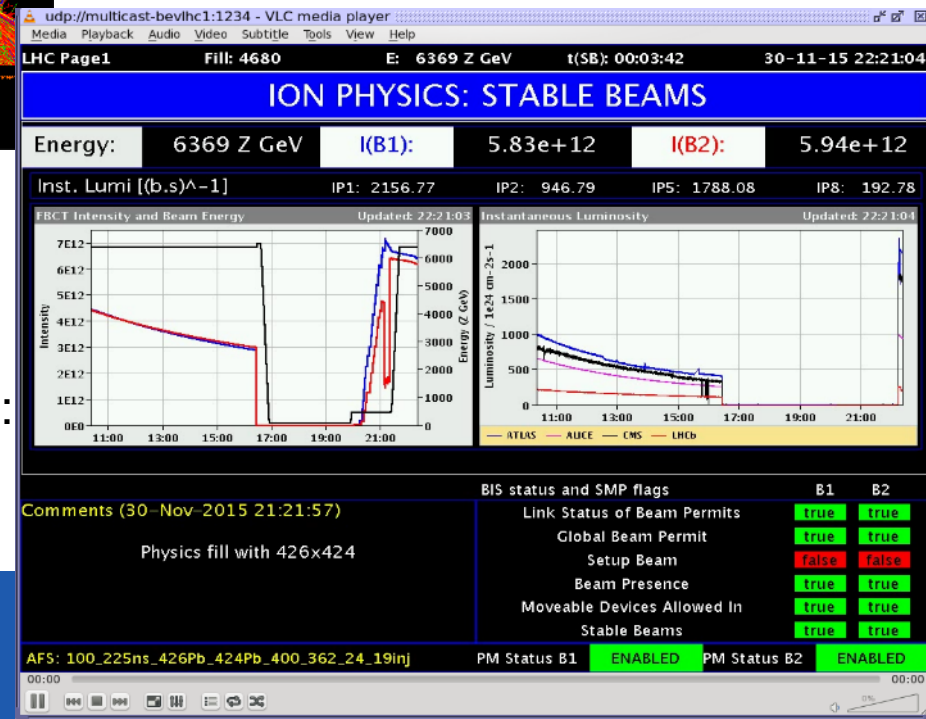 udp://multicast-bevlhc1:1234 - VLC media player
Media Playback Audio Video Subtitle Tools View Help
LHC Page1 Fill: 4680 E: 6369 Z GeV t(SB): 00:03:42 30-11-15 22:21:04
ION PHYSICS: STABLE BEAMS
Energy: 6369 Z GeV I(B1): 5.83e+12 I(B2): 5.94e+12
Inst. Lumi [(b.s)^-1] IP1: 2156.77 IP2: 946.79 IP5: 1788.08 IP8: 192.78
FBCT Intensity and Beam Energy Updated: 22:21:03
7E12
6E12
5E12
4E12
3E12
2E12
1E12
0E0
Intensity
7000
6000
5000
4000
3000
2000
1000
0
Energy (Z GeV)
11:00 13:00 15:00 17:00 19:00 21:00
Instantaneous Luminosity Updated: 22:21:04
Luminosity / 1e24 cm-2s-1
2000
1500
1000
500
0
11:00 13:00 15:00 17:00 19:00 21:00
ATLAS ALICE CMS LHCb
:
Comments (30-Nov-2015 21:21:57)
Physics fill with 426x424
BIS status and SMP flags B1 B2
Link Status of Beam Permits true true
Global Beam Permit true true
Setup Beam false false
Beam Presence true true
Moveable Devices Allowed In true true
Stable Beams true true
AFS: 100_225ns_426Pb_424Pb_400_362_24_19inj PM Status B1 ENABLED PM Status B2 ENABLED
00:00 00:00
0%